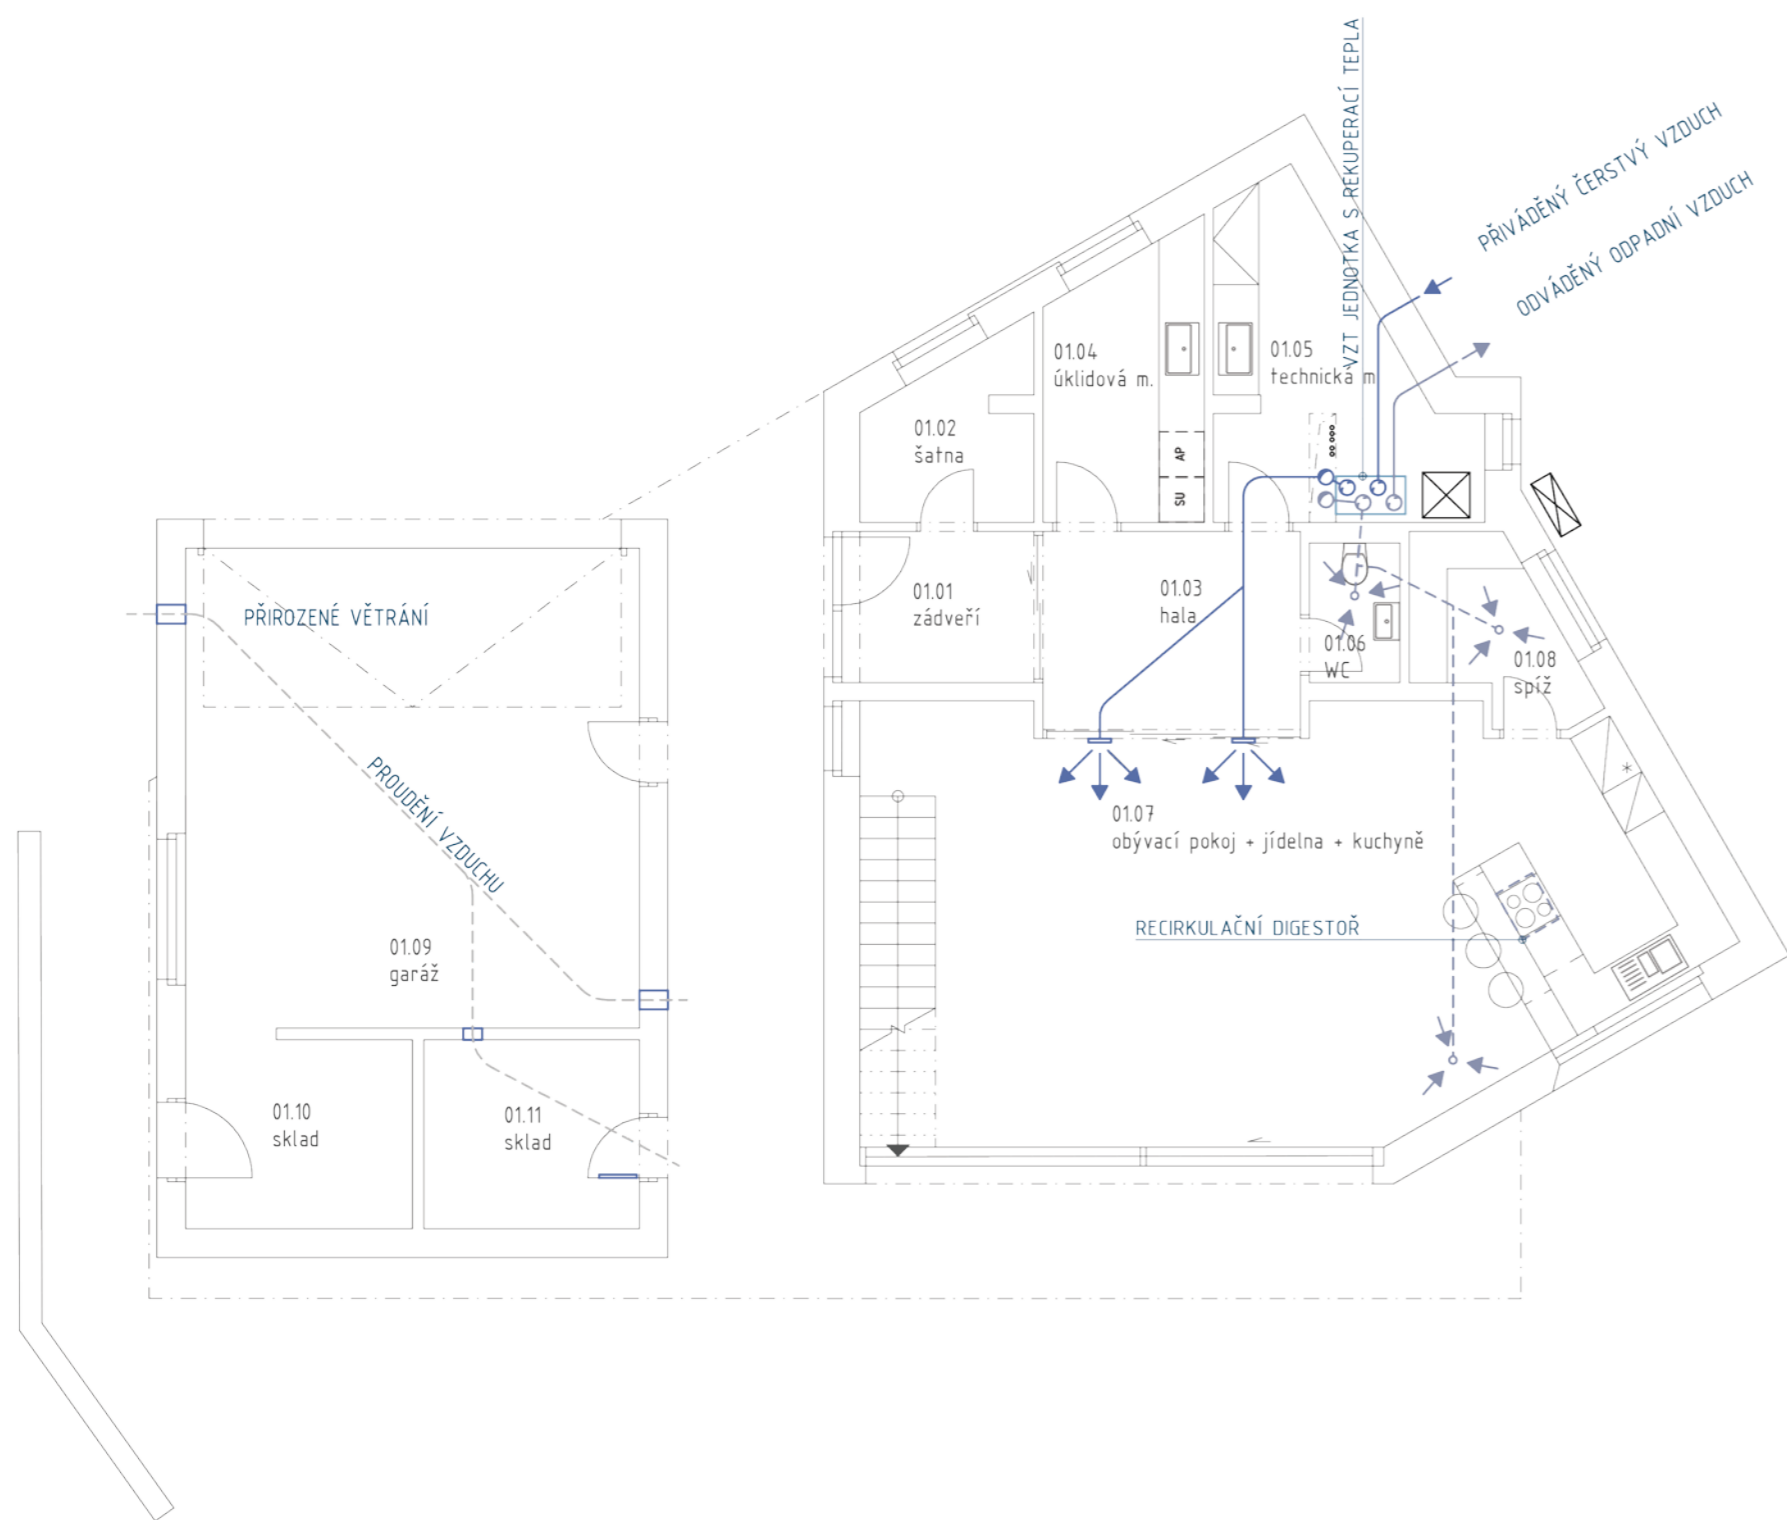 VZT JEDNOTKA S REKUPERACÍ TEPLA
PŘIVÁDĚNÝ ČERSTVÝ VZDUCH
ODVÁDĚNÝ ODPADNÍ VZDUCH
01.04
úklidová m.
01.05
technická m
01.02
šatna
AP
SU
01.01
zádveří
01.03
hala
01.06
WC
01.08
spíž
PŘIROZENÉ VĚTRÁNÍ
PROUDĚNÍ VZDUCHU
01.07
obývací pokoj + jídelna + kuchyně
RECIRKULAČNÍ DIGESTOŘ
01.09
garáž
01.10
sklad
01.11
sklad